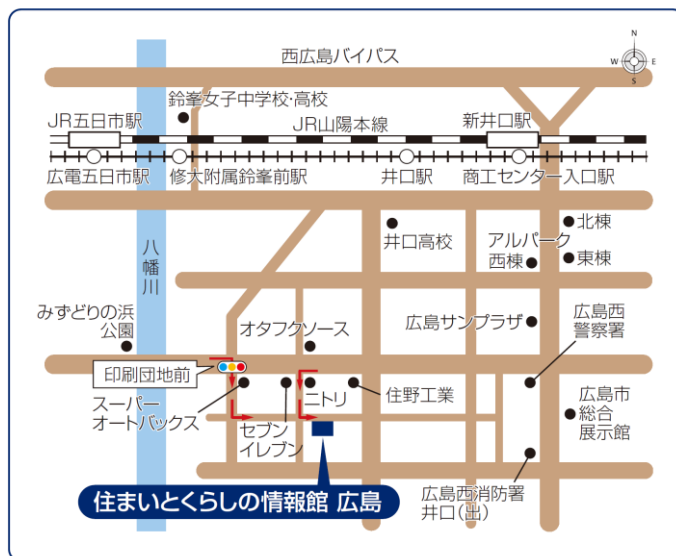 N
W
E
S
西広島バイパス
鈴峯女子中学校・高校
JR五日市駅
JR山陽本線
新井口駅
広電五日市駅
修大附属鈴峯前駅
井口駅
商工センター入口駅
八幡川
井口高校
アルパーク
北棟
西棟
東棟
みずどりの浜
公園
オタフクソース
広島サンプラザ
広島西
警察署
印刷団地前
スーパー
オートバックス
セブン
イレブン
ニトリ
住野工業
広島市
総合
展示館
広島西消防署
井口(出)
住まいとくらしの情報館 広島